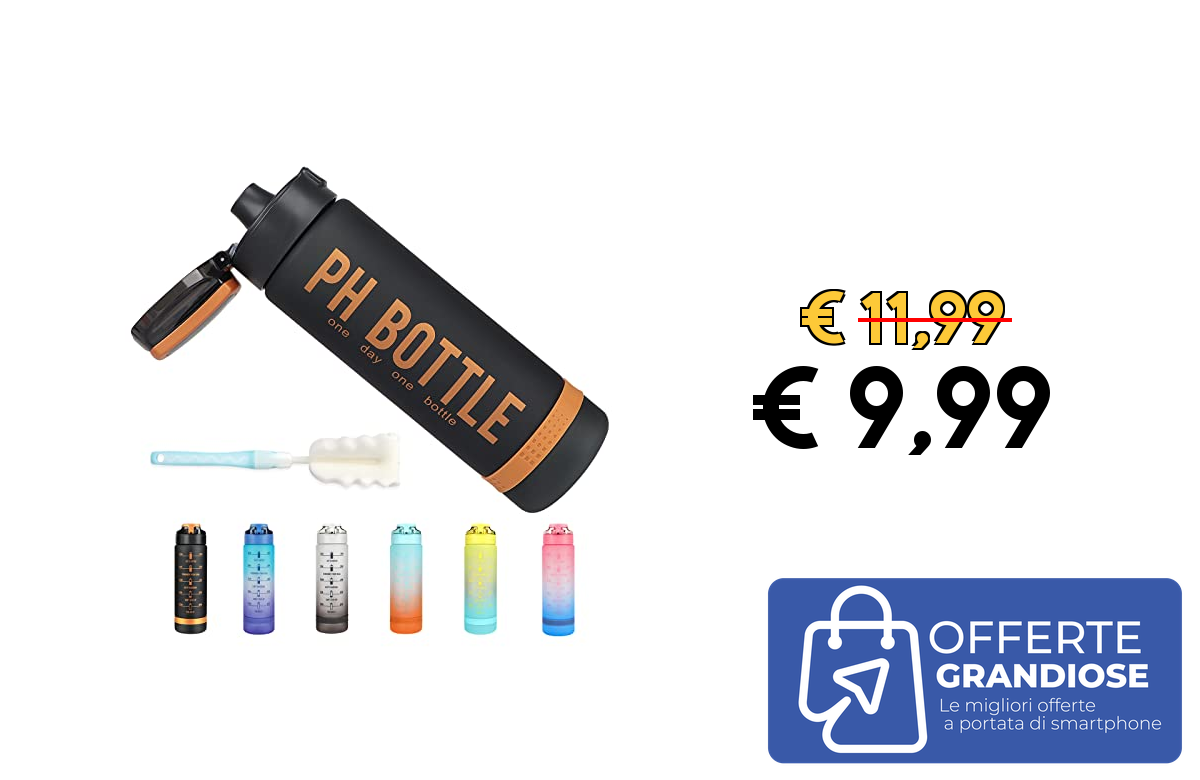 PH BOTTLE
one day one bottle
€ 11,99
€ 9,99
OFFERTE
GRANDIOSE
Le migliori offerte
a portata di smartphone